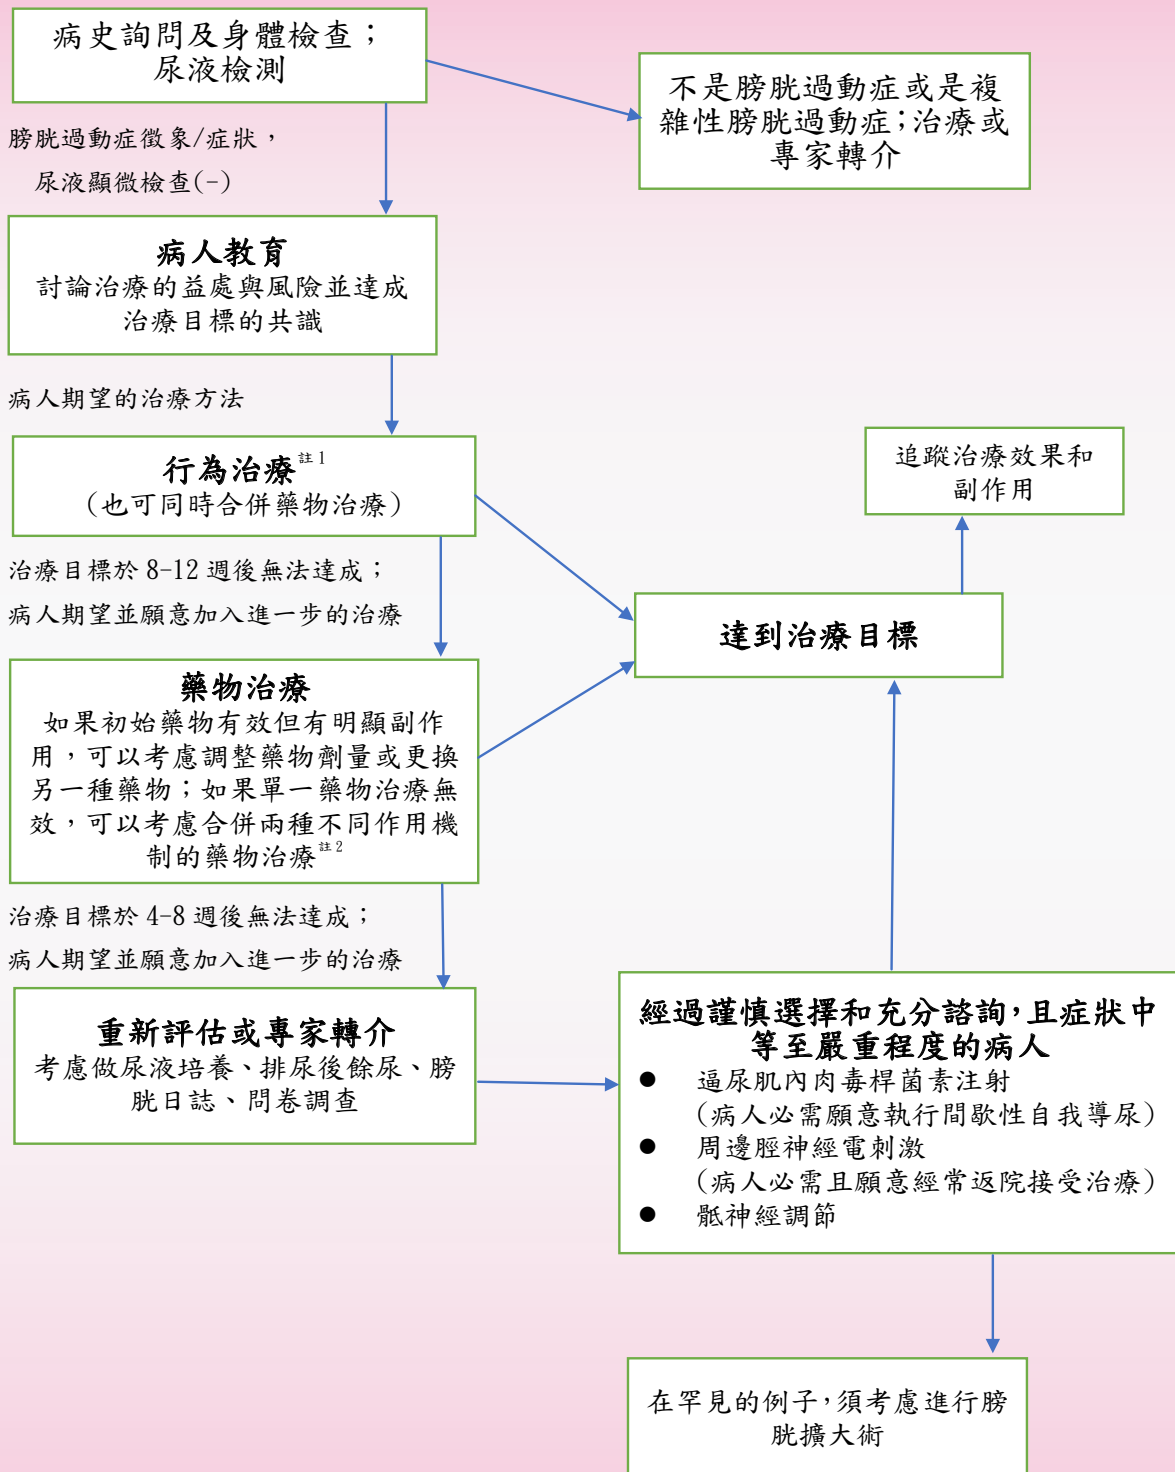 病史詢問及身體檢查；
尿液檢測
不是膀胱過動症或是複
雜性膀胱過動症；治療或
專家轉介
膀胱過動症徵象/症狀，
尿液顯微檢查(-)
病人教育
討論治療的益處與風險並達成
治療目標的共識
病人期望的治療方法
行為治療註1
(也可同時合併藥物治療)
追蹤治療效果和
副作用
治療目標於 8-12 週後無法達成；
病人期望並願意加入進一步的治療
達到治療目標
藥物治療
如果初始藥物有效但有明顯副作
用，可以考慮調整藥物劑量或更換
另一種藥物；如果單一藥物治療無
效，可以考慮合併兩種不同作用機
制的藥物治療註2
治療目標於 4-8 週後無法達成；
病人期望並願意加入進一步的治療
重新評估或專家轉介
考慮做尿液培養、排尿後餘尿、膀
胱日誌、問卷調查
經過謹慎選擇和充分諮詢，且症狀中
等至嚴重程度的病人
● 逼尿肌內肉毒桿菌素注射
(病人必需願意執行間歇性自我導尿)
● 周邊脛神經電刺激
(病人必需且願意經常返院接受治療)
● 骶神經調節
在罕見的例子，須考慮進行膀
胱擴大術